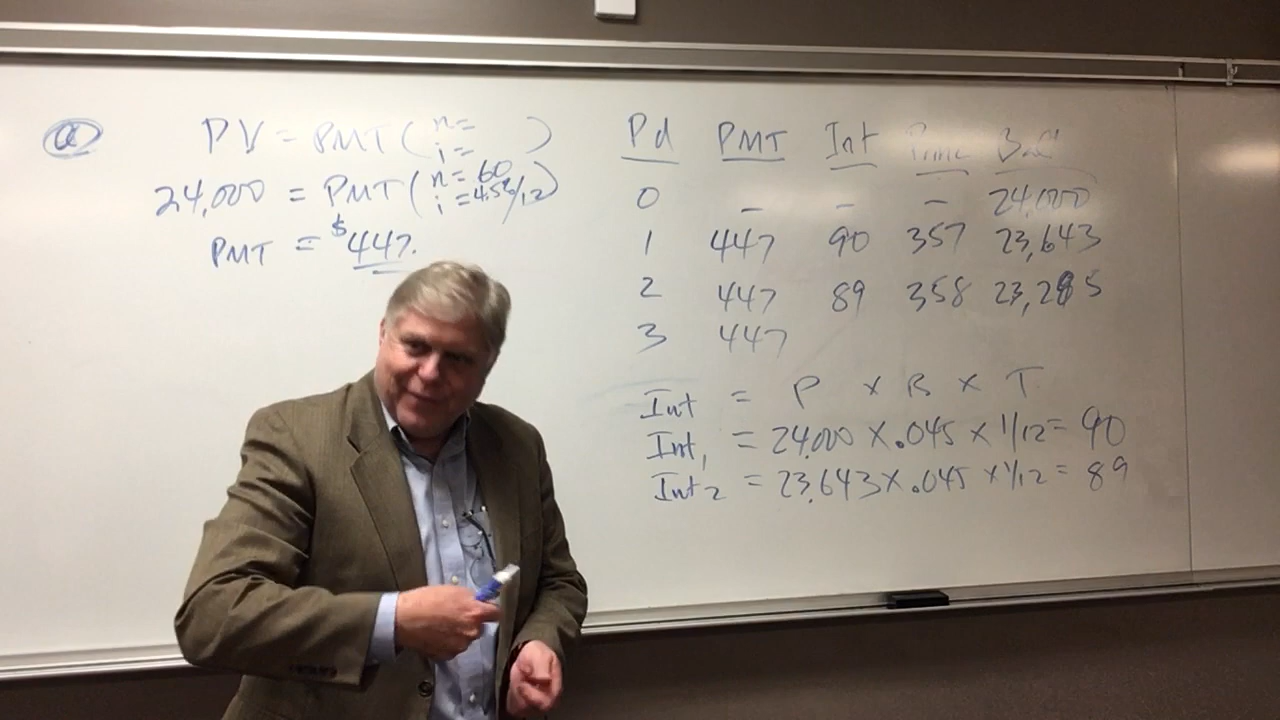 a
PV = PMT ( n= i= )
24,000 = PMT ( n= 60 i = 4.5%/12 )
PMT = $447.
Pd PMT Int Princ Bal
0 – – – 24,000
1 447 90 357 23,643
2 447 89 358 23,285
3 447
Int = P × R × T
Int1 = 24,000 × .045 × 1/12 = 90
Int2 = 23,643 × .045 × 1/12 = 89